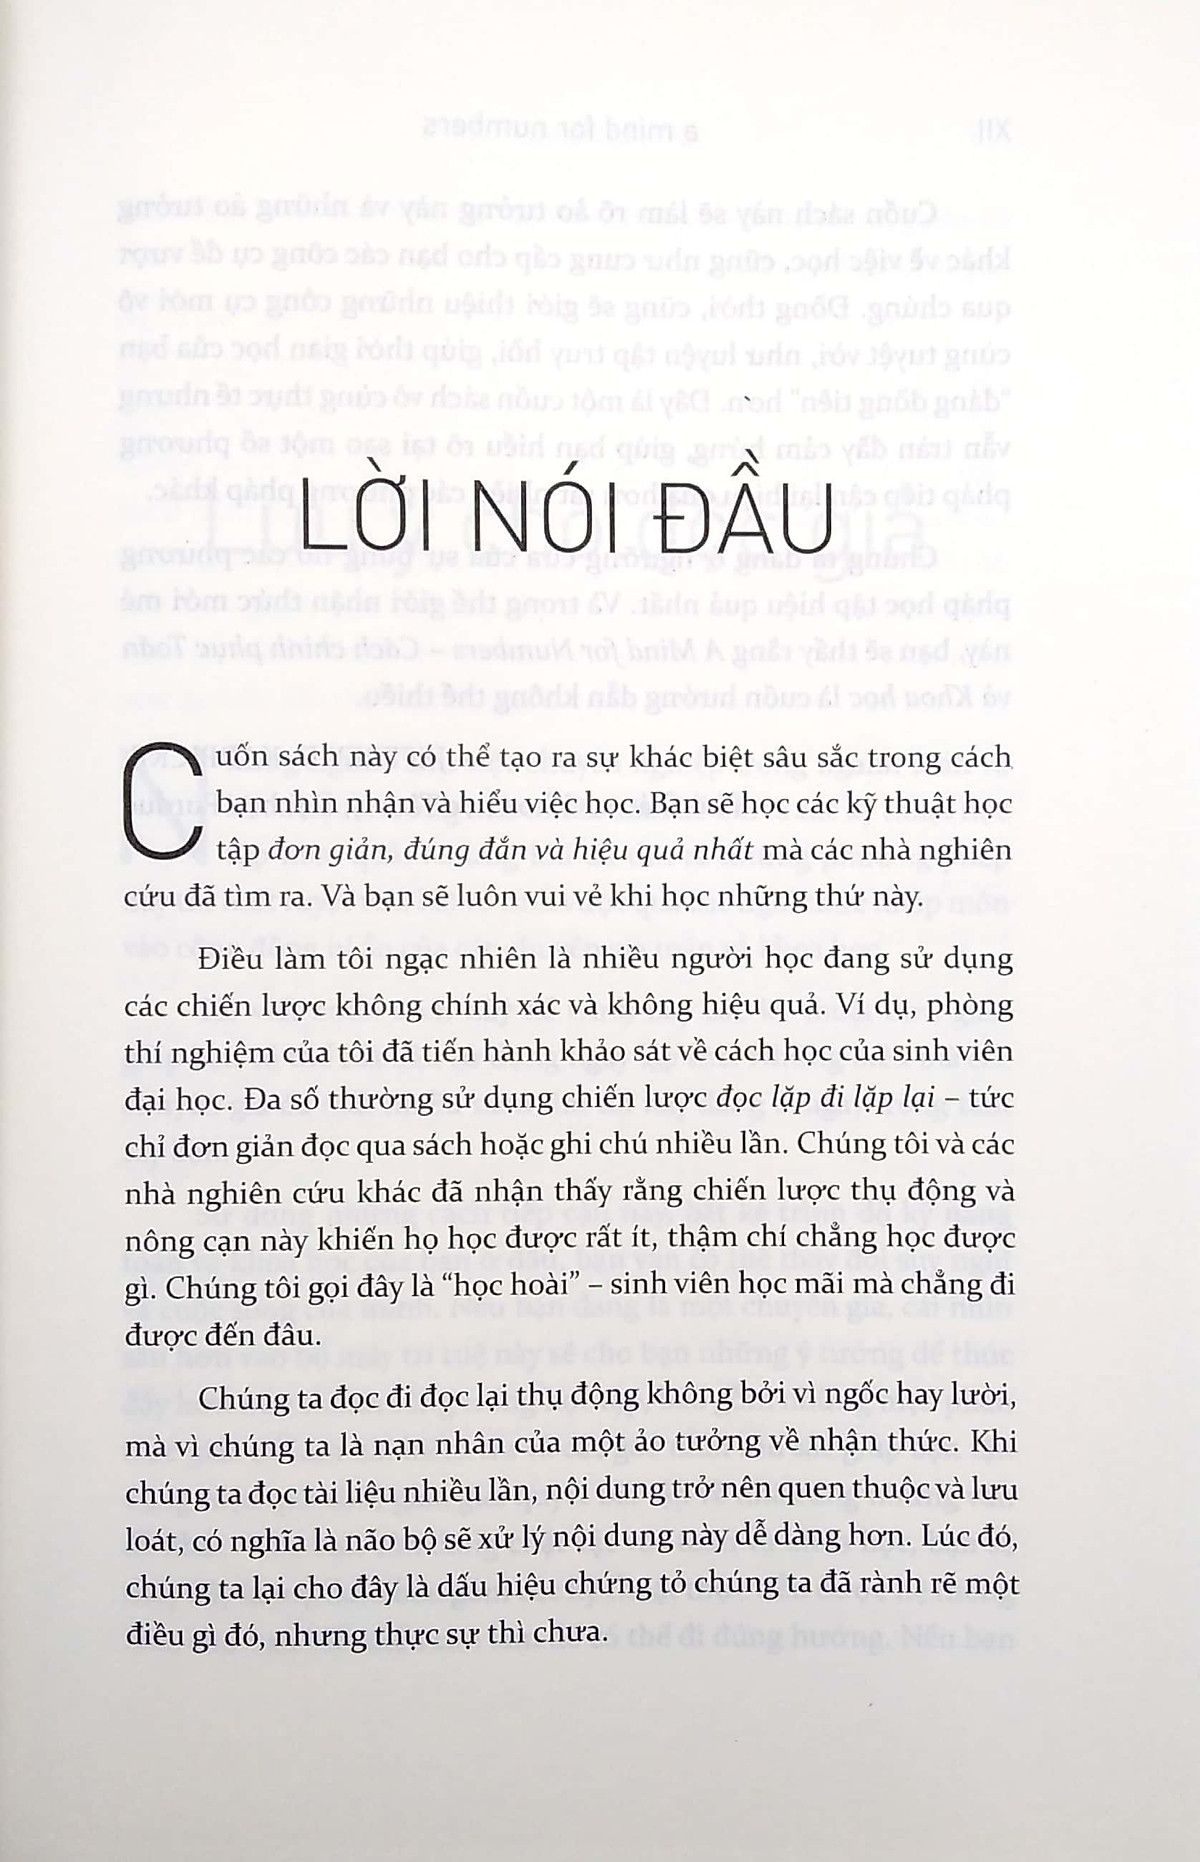 LỜI NÓI ĐẦU
Cuốn sách này có thể tạo ra sự khác biệt sâu sắc trong cách
bạn nhìn nhận và hiểu việc học. Bạn sẽ học các kỹ thuật học
tập đơn giản, đúng đắn và hiệu quả nhất mà các nhà nghiên
cứu đã tìm ra. Và bạn sẽ luôn vui vẻ khi học những thứ này.
Điều làm tôi ngạc nhiên là nhiều người học đang sử dụng
các chiến lược không chính xác và không hiệu quả. Ví dụ, phòng
thí nghiệm của tôi đã tiến hành khảo sát về cách học của sinh viên
đại học. Đa số thường sử dụng chiến lược đọc lặp đi lặp lại – tức
chỉ đơn giản đọc qua sách hoặc ghi chú nhiều lần. Chúng tôi và các
nhà nghiên cứu khác đã nhận thấy rằng chiến lược thụ động và
nông cạn này khiến họ học được rất ít, thậm chí chẳng học được
gì. Chúng tôi gọi đây là “học hoài” – sinh viên học mãi mà chẳng đi
được đến đâu.
Chúng ta đọc đi đọc lại thụ động không bởi vì ngốc hay lười,
mà vì chúng ta là nạn nhân của một ảo tưởng về nhận thức. Khi
chúng ta đọc tài liệu nhiều lần, nội dung trở nên quen thuộc và lưu
loát, có nghĩa là não bộ sẽ xử lý nội dung này dễ dàng hơn. Lúc đó,
chúng ta lại cho đây là dấu hiệu chứng tỏ chúng ta đã rành rẽ một
điều gì đó, nhưng thực sự thì chưa.